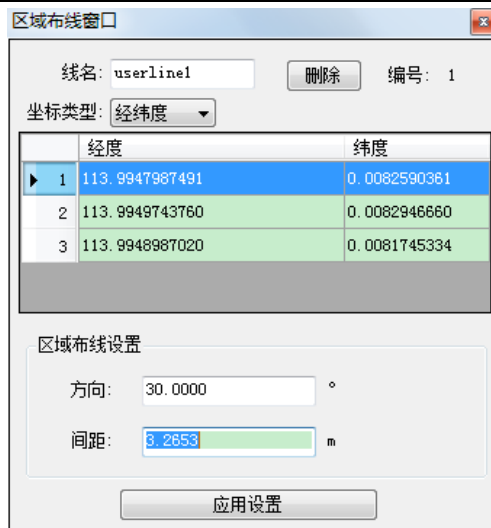 区域布线窗口
线名: userline1 删除 编号: 1
坐标类型: 经纬度
经度 纬度
1 113.9947987491 0.0082590361
2 113.9949743760 0.0082946660
3 113.9948987020 0.0081745334
区域布线设置
方向: 30.0000 °
间距: 3.2653 m
应用设置